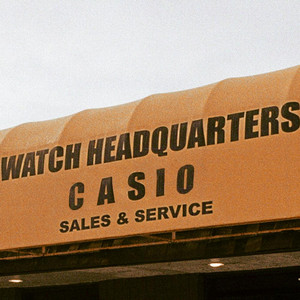 WATCH HEADQUARTERS
CASIO
SALES & SERVICE